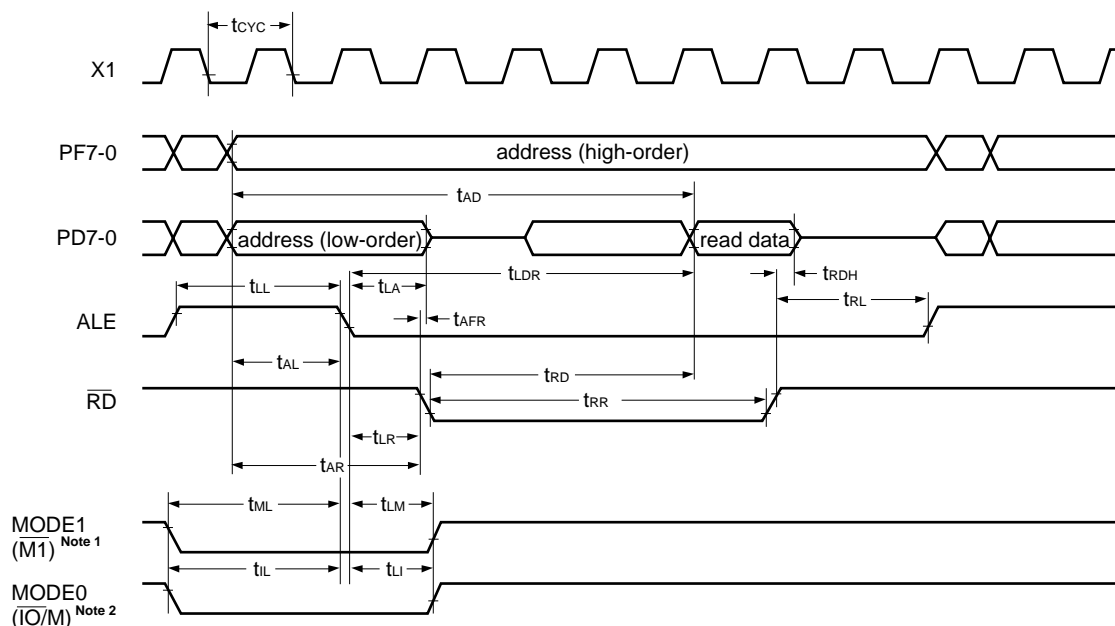 tCYC
X1
PF7-0
address (high-order)
tAD
PD7-0
address (low-order)
read data
tLDR
tRDH
tLL
tLA
tRL
ALE
tAFR
tAL
tRD
RD
tRR
tLR
tAR
tML
tLM
MODE1
(M1) Note 1
tIL
tLI
MODE0
(IO/M) Note 2